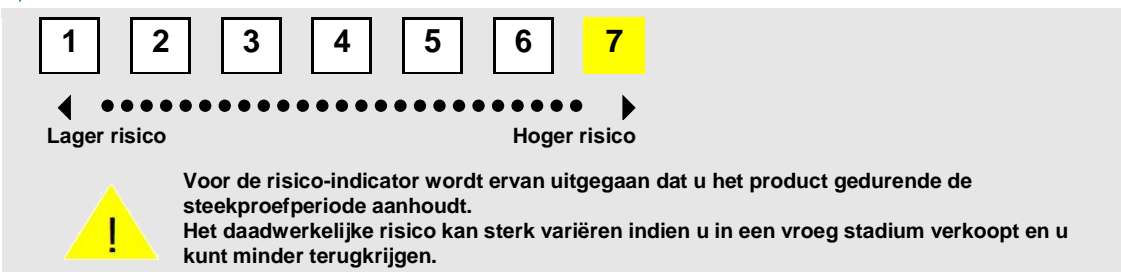 1 2 3 4 5 6 7
Lager risico Hoger risico
! Voor de risico-indicator wordt ervan uitgegaan dat u het product gedurende de
steekproefperiode aanhoudt.
Het daadwerkelijke risico kan sterk variëren indien u in een vroeg stadium verkoopt en u
kunt minder terugkrijgen.